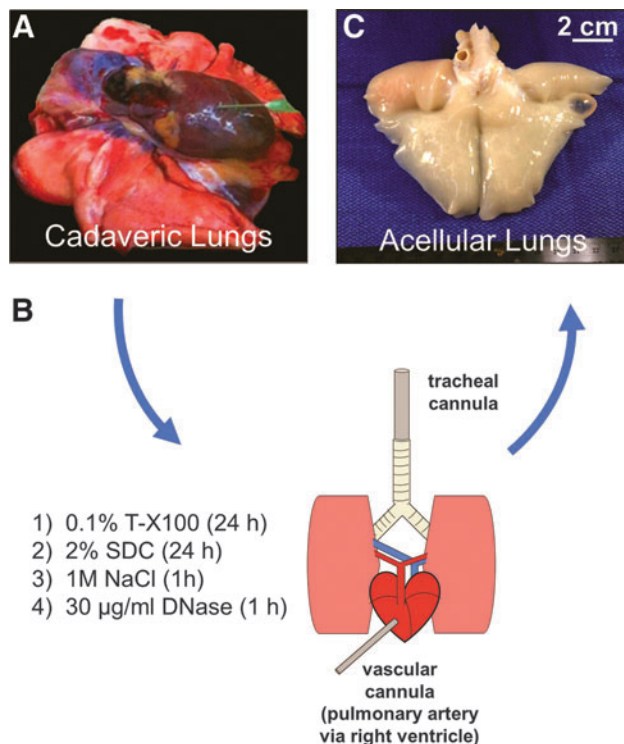 A
Cadaveric Lungs
C
2 cm
Acellular Lungs
B
tracheal
cannula
1) 0.1% T-X100 (24 h)
2) 2% SDC (24 h)
3) 1M NaCl (1h)
4) 30 µg/ml DNase (1 h)
vascular
cannula
(pulmonary artery
via right ventricle)